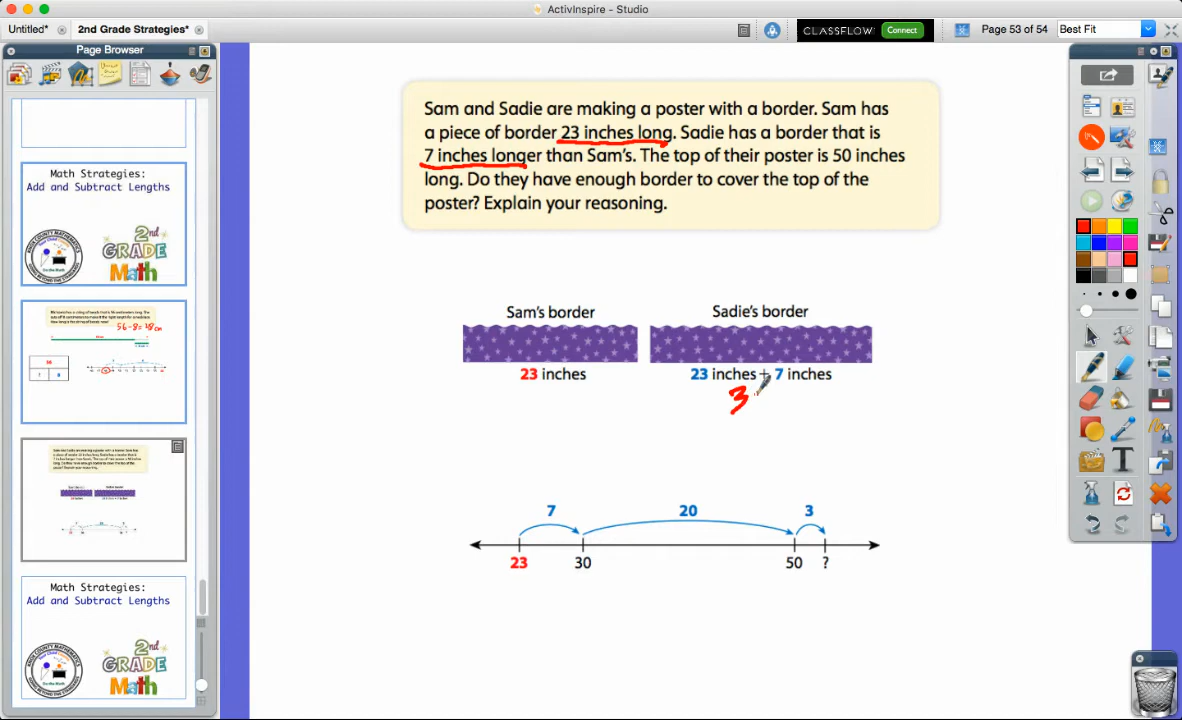 ActivInspire - Studio
Untitled*
2nd Grade Strategies*
CLASSFLOW
Connect
Page 53 of 54
Best Fit
Page Browser
Math Strategies:
Add and Subtract Lengths
2nd
GRADE
Math
56-8=48cm
Sam and Sadie are making a poster with a border. Sam has
a piece of border 23 inches long. Sadie has a border that is
7 inches longer than Sam's. The top of their poster is 50 inches
long. Do they have enough border to cover the top of the
poster? Explain your reasoning.
Sam's border
Sadie's border
23 inches
23 inches + 7 inches
3
7 20 3
23 30 50 ?
Math Strategies:
Add and Subtract Lengths
2nd
GRADE
Math